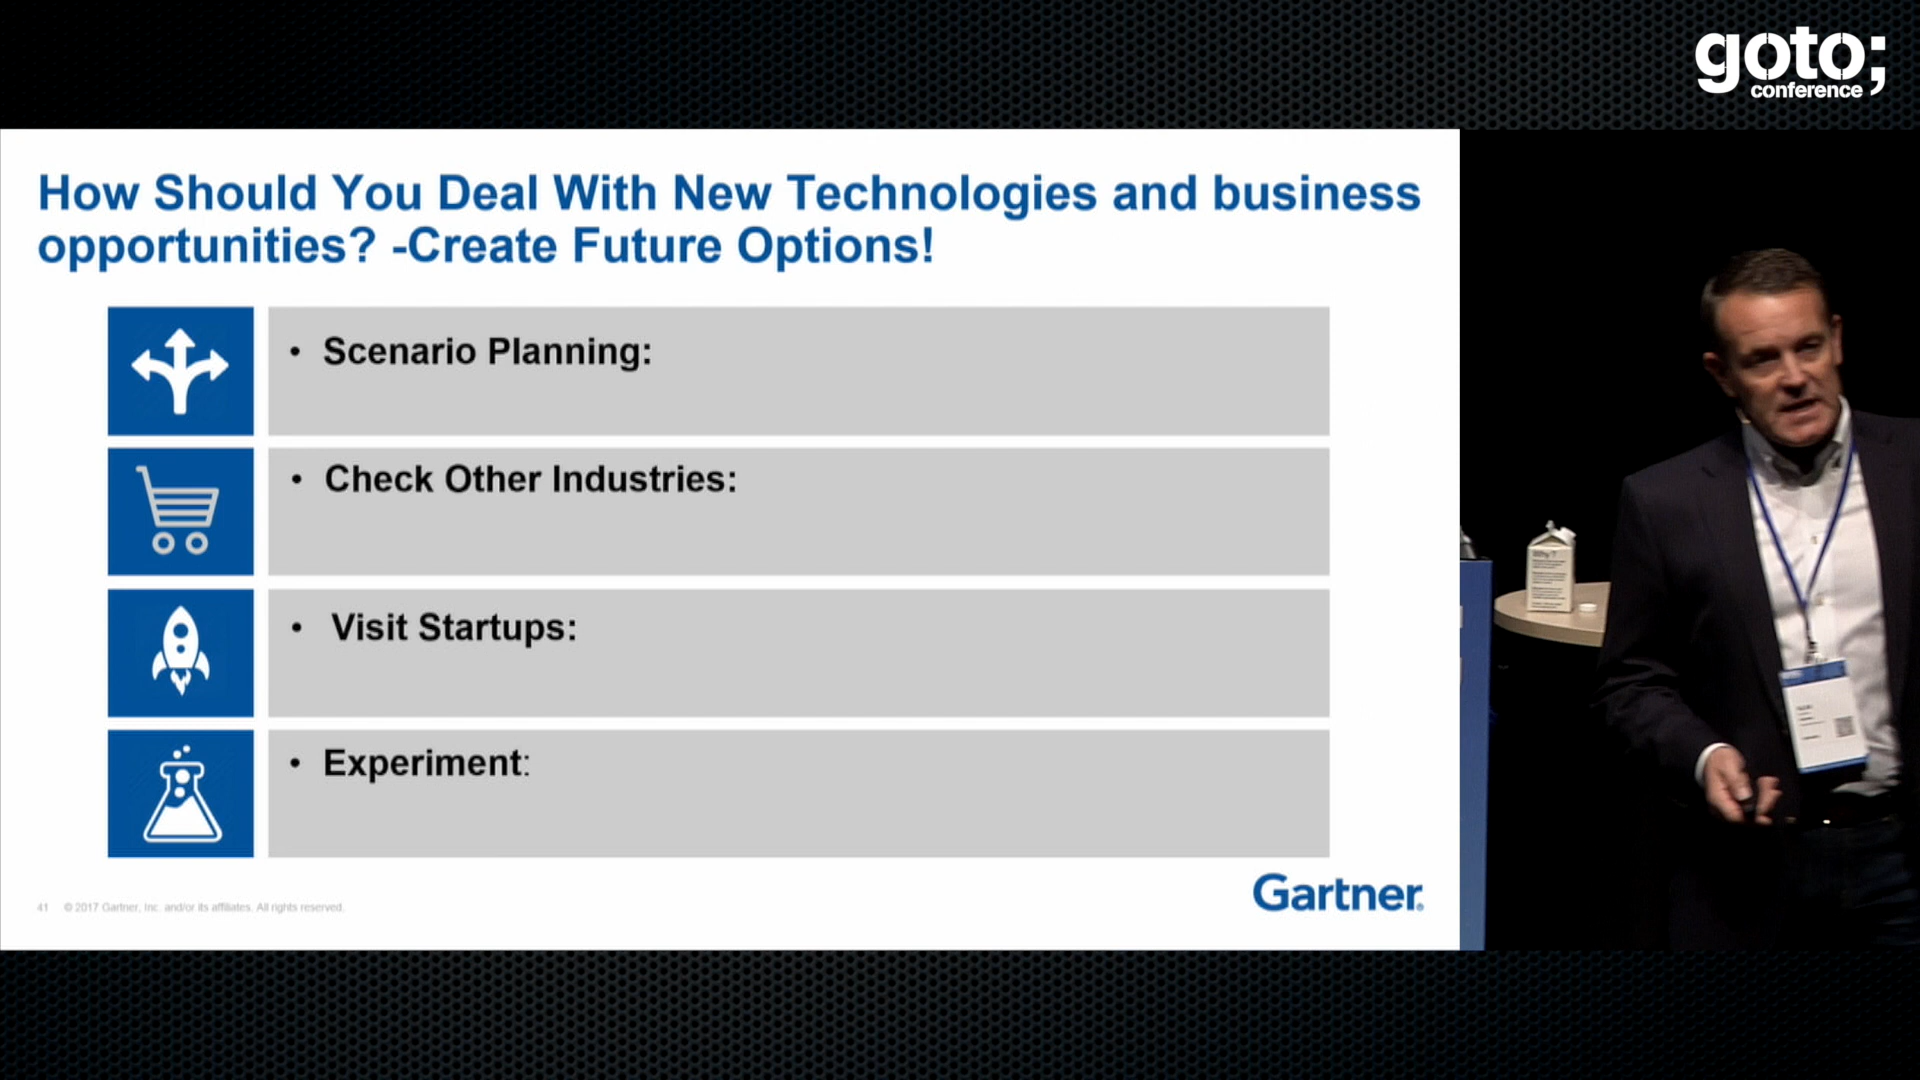 goto;
conference
How Should You Deal With New Technologies and business
opportunities? -Create Future Options!
• Scenario Planning:
• Check Other Industries:
• Visit Startups:
• Experiment:
41 © 2017 Gartner, Inc. and/or its affiliates. All rights reserved.
Gartner.
Why?